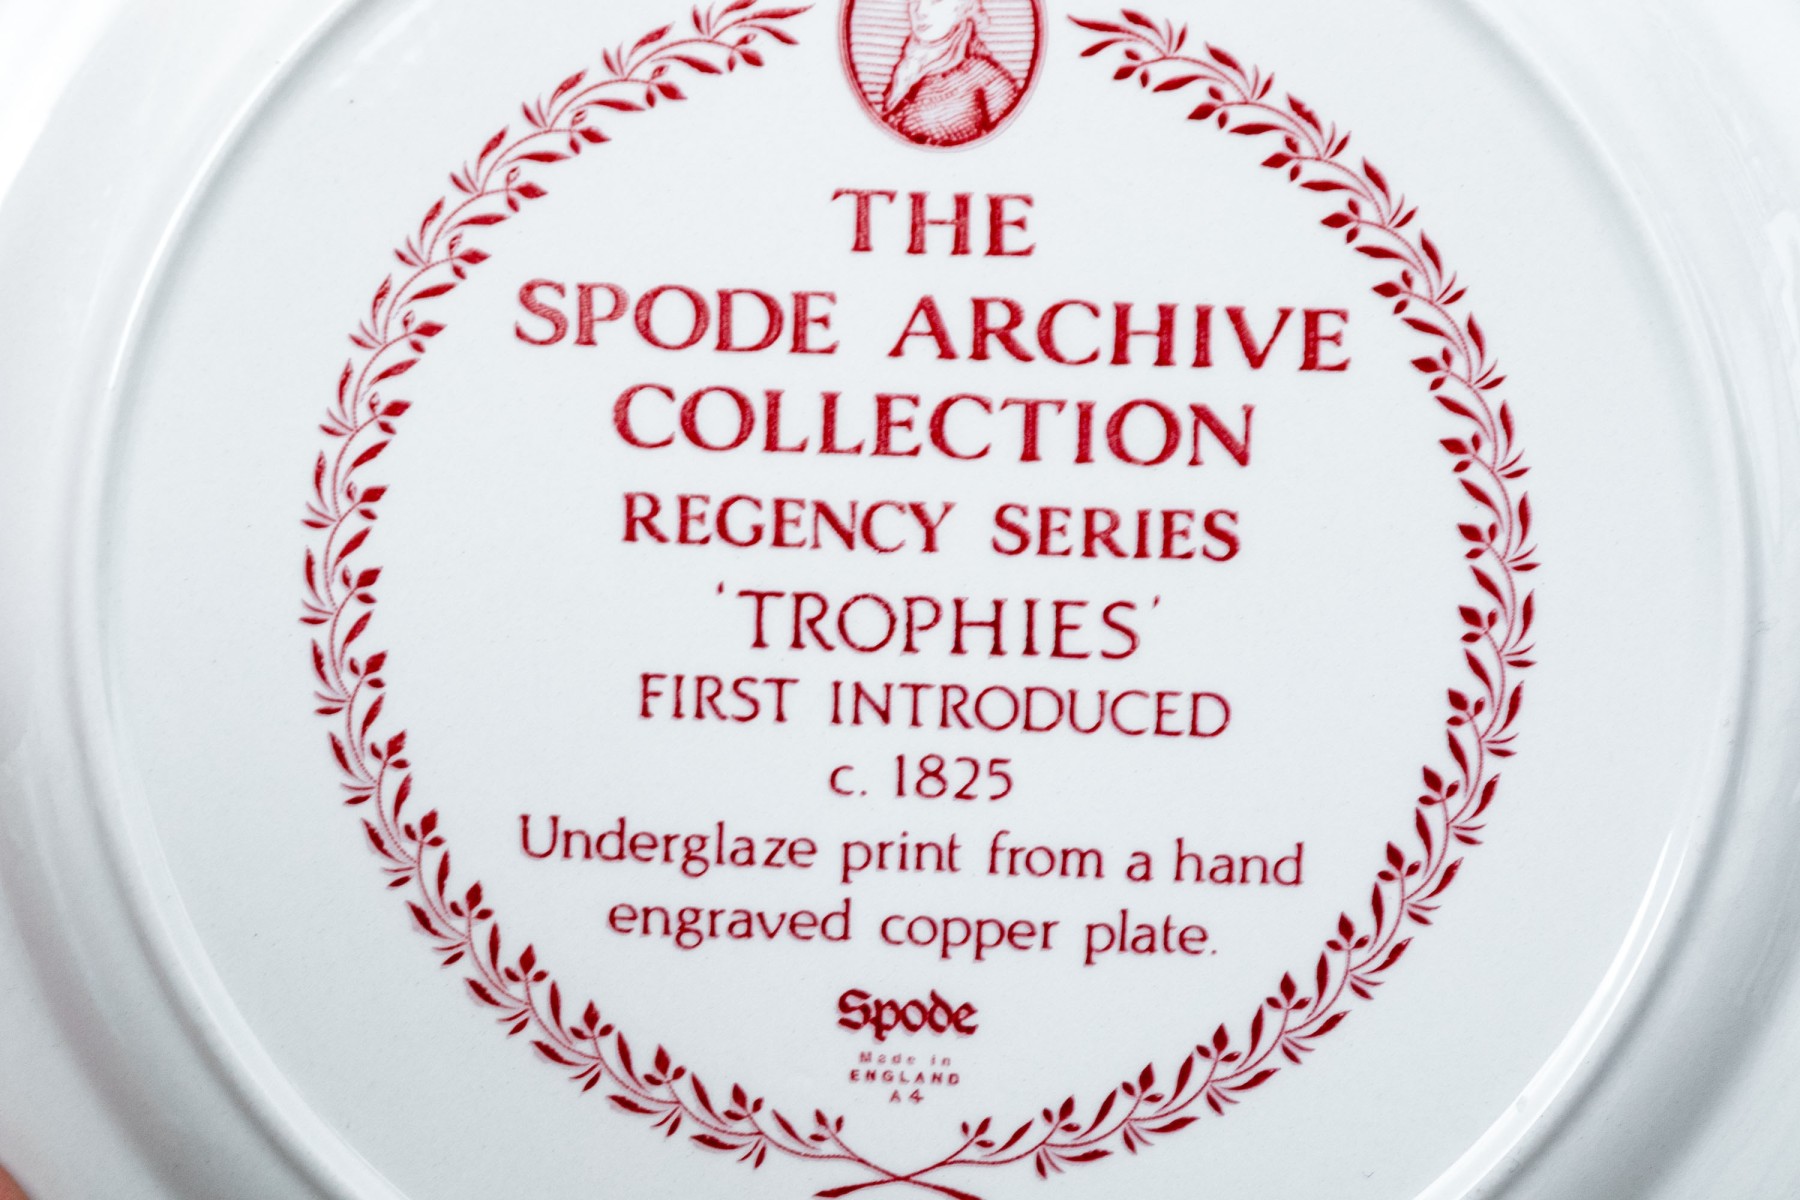 THE
SPODE ARCHIVE
COLLECTION
REGENCY SERIES
'TROPHIES'
FIRST INTRODUCED
c. 1825
Underglaze print from a hand
engraved copper plate.
Spode
Made in
ENGLAND
A4